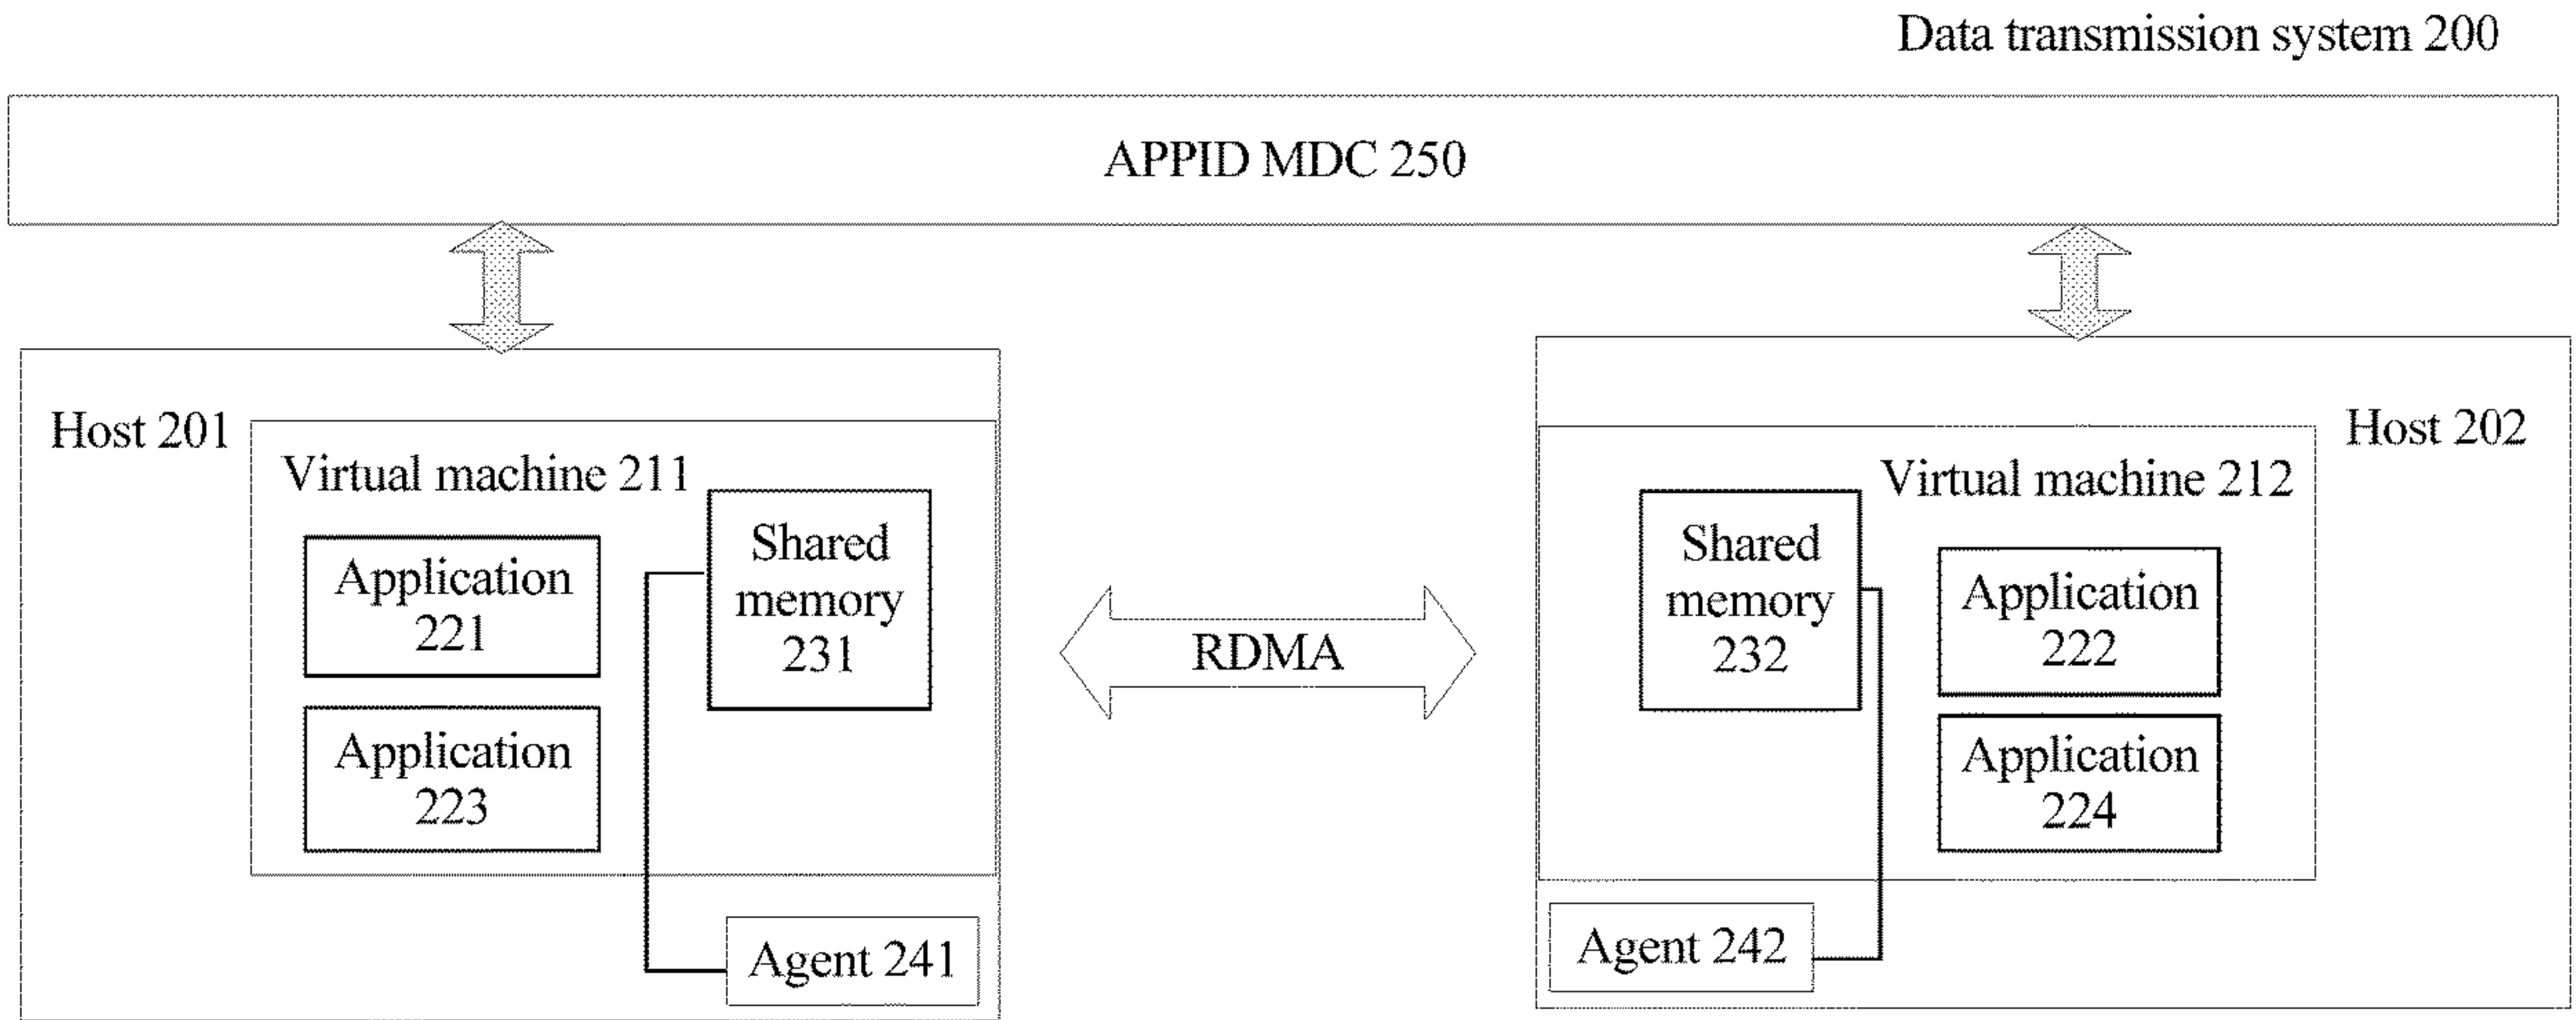 Data transmission system 200
APPID MDC 250
Host 201
Virtual machine 211
Application
221
Application
223
Shared
memory
231
Agent 241
RDMA
Host 202
Virtual machine 212
Shared
memory
232
Application
222
Application
224
Agent 242